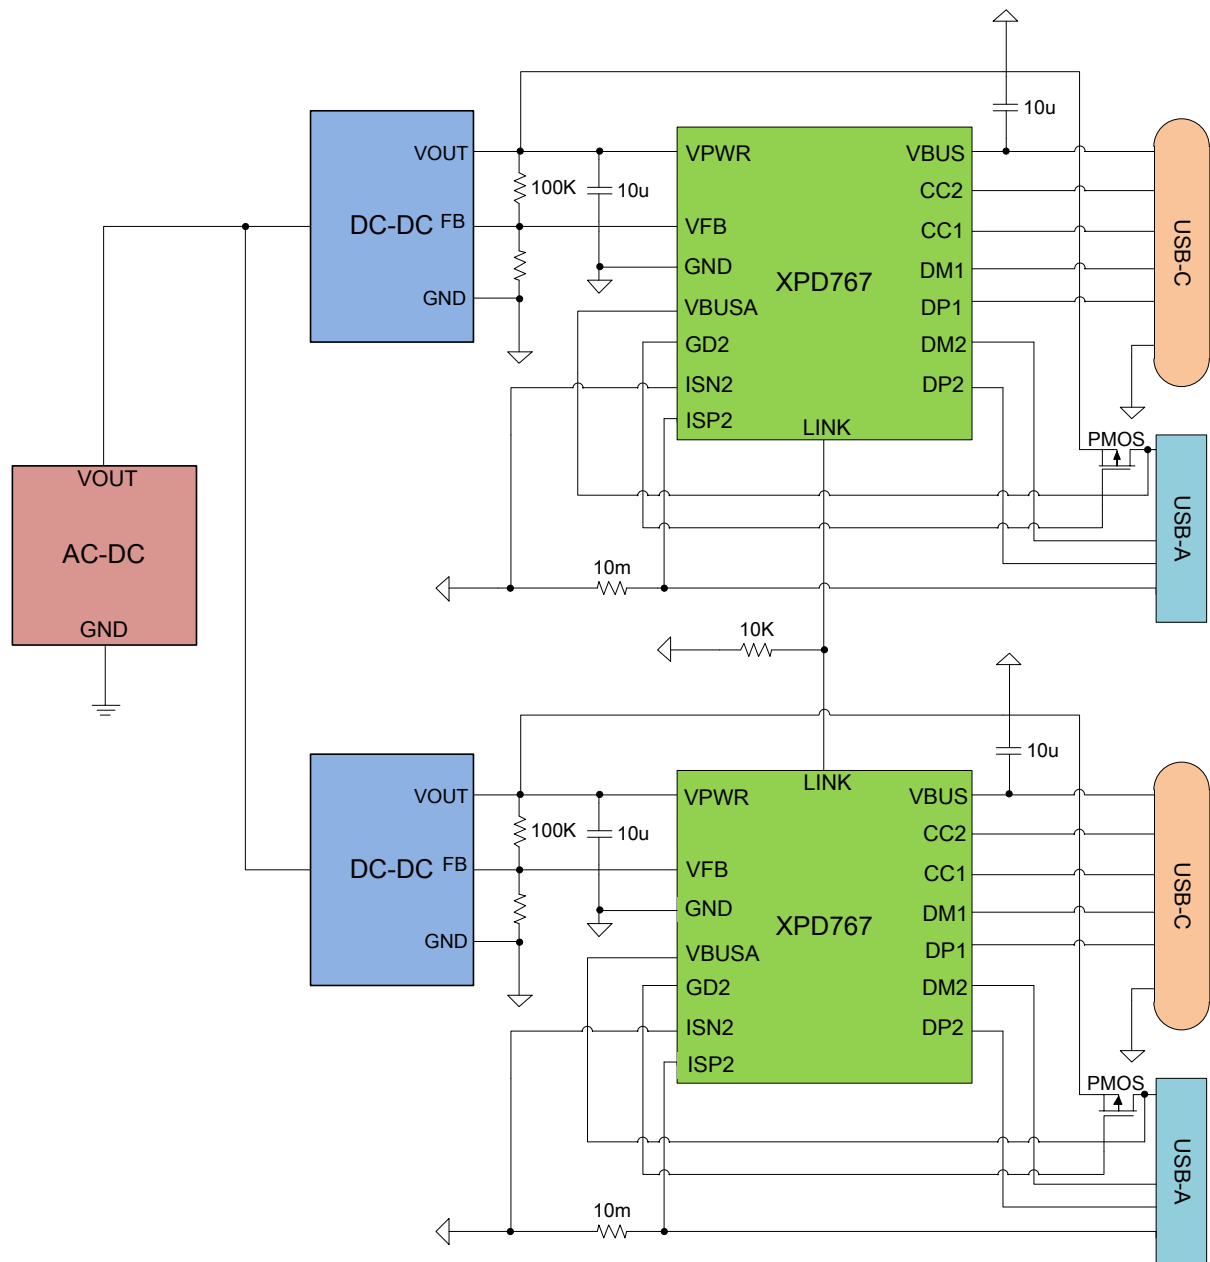 10u
VOUT
VPWR
VBUS
100K
10u
CC2
DC-DC
FB
VFB
CC1
USB-C
GND
XPD767
DM1
GND
VBUSA
DP1
GD2
DM2
ISN2
DP2
ISP2
LINK
PMOS
VOUT
AC-DC
USB-A
10m
GND
10K
10u
LINK
VOUT
VPWR
VBUS
100K
10u
CC2
DC-DC
FB
VFB
CC1
USB-C
GND
XPD767
DM1
GND
VBUSA
DP1
GD2
DM2
ISN2
DP2
ISP2
PMOS
USB-A
10m